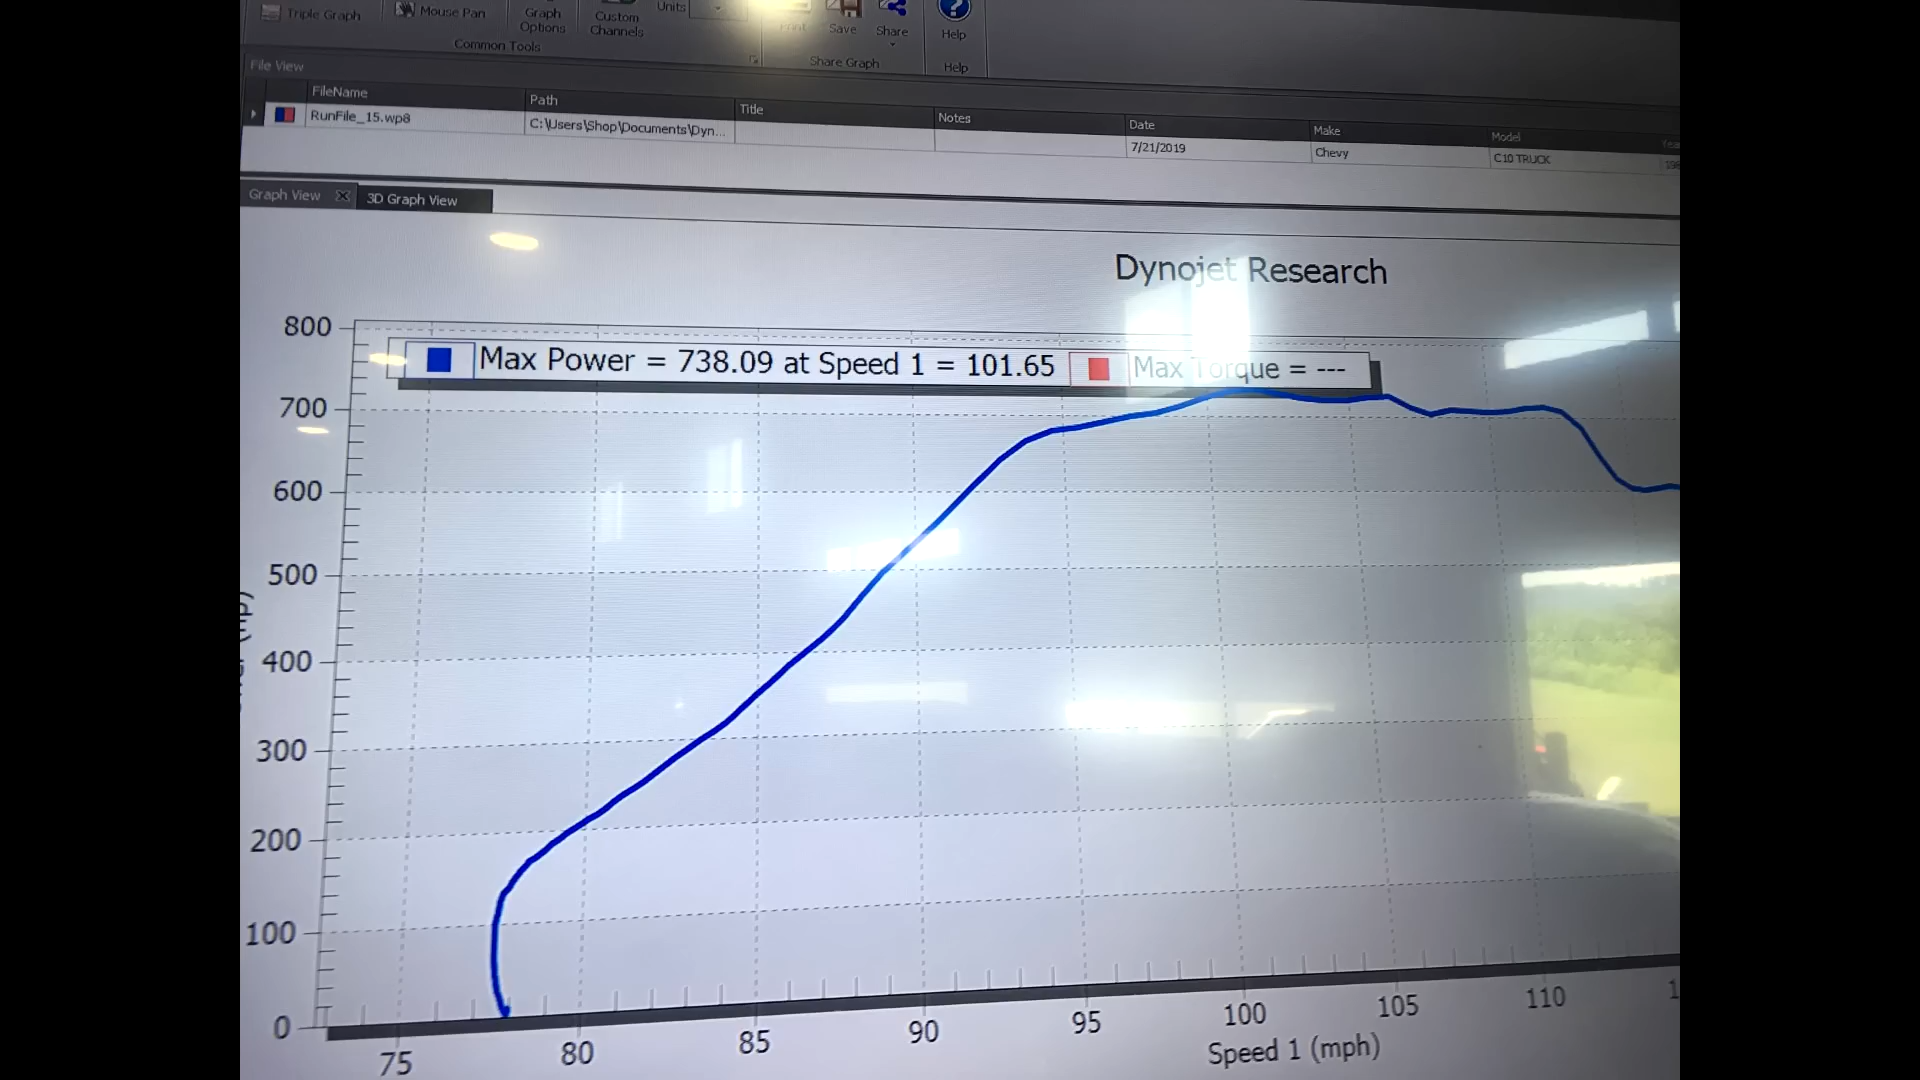 Triple Graph
Mouse Pan
Graph Options
Custom Channels
Units
Print
Save
Share
Help
Common Tools
Share Graph
Help
File View
FileName Path Title Notes Date Make Model
RunFile_15.wp8 C:\Users\Shop\Documents\Dyn... 7/21/2019 Chevy C10 TRUCK
Graph View 3D Graph View
Dynojet Research
Max Power = 738.09 at Speed 1 = 101.65 Max Torque = ---
800
700
600
500
400
300
200
100
0
75 80 85 90 95 100 105 110
Speed 1 (mph)